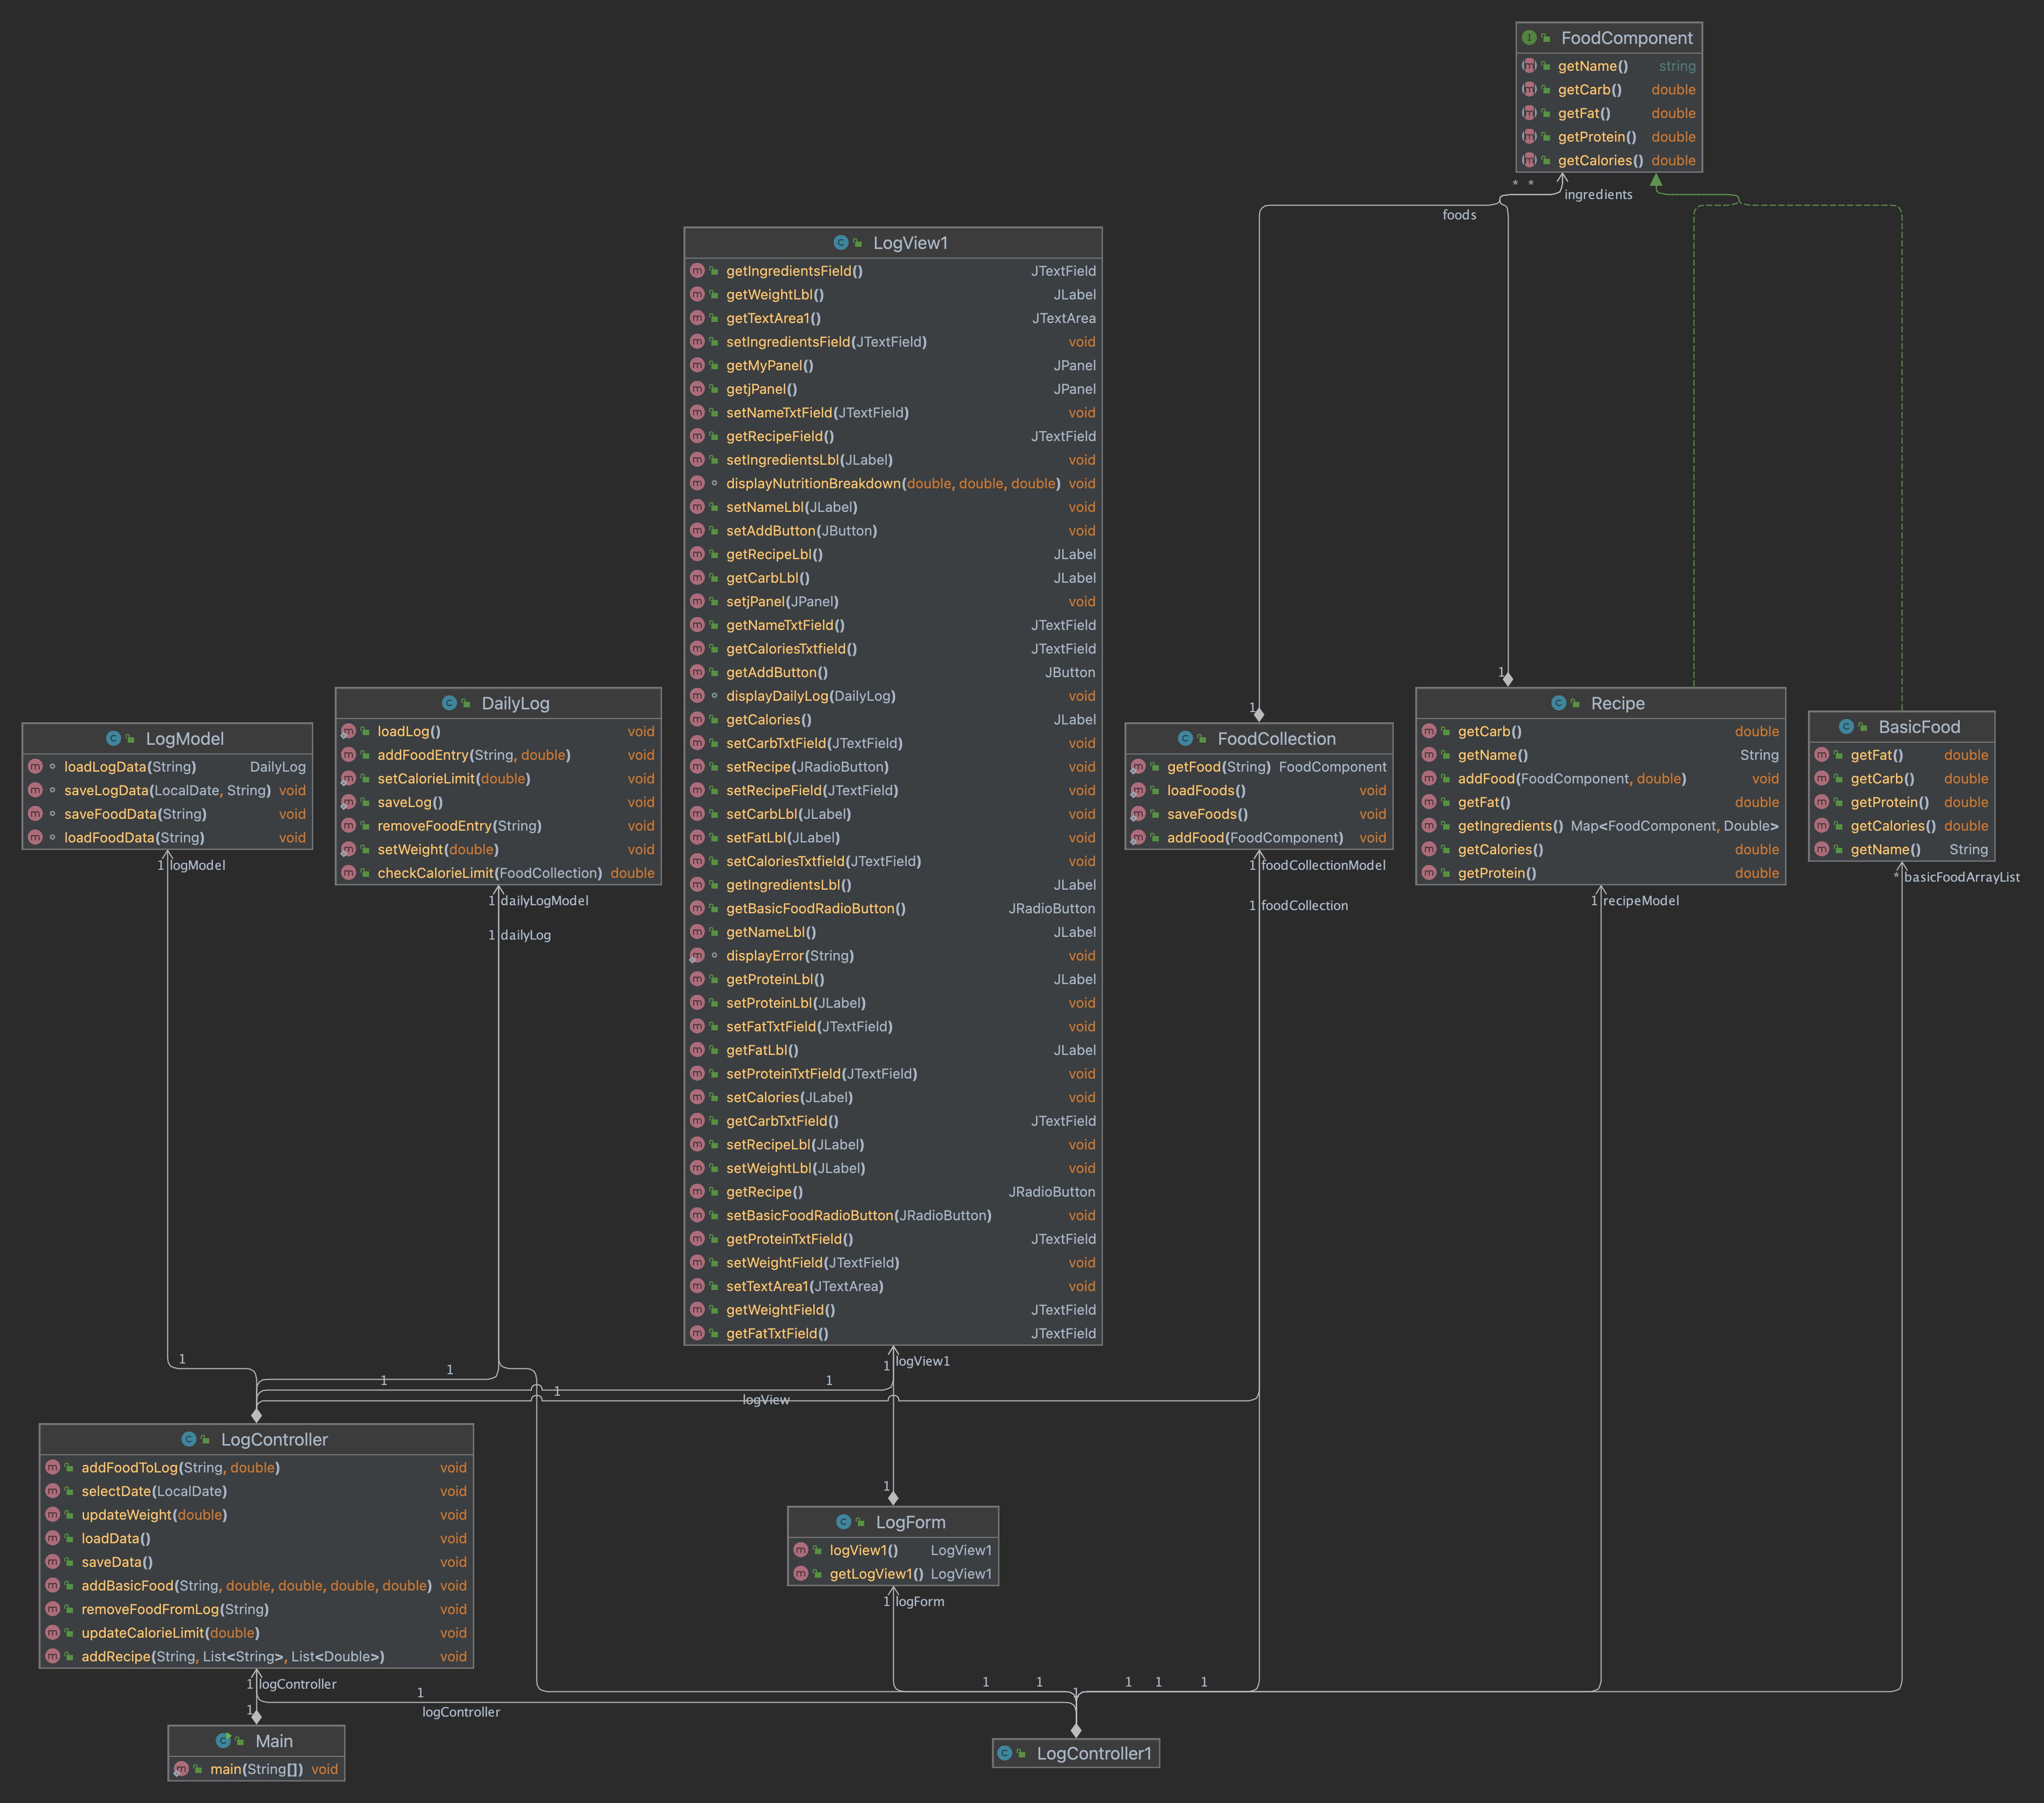 FoodComponent
getName() string
getCarb() double
getFat() double
getProtein() double
getCalories() double
* *
ingredients
foods
LogView1
getIngredientsField() JTextField
getWeightLbl() JLabel
getTextArea1() JTextArea
setIngredientsField(JTextField) void
getMyPanel() JPanel
getjPanel() JPanel
setNameTxtField(JTextField) void
getRecipeField() JTextField
setIngredientsLbl(JLabel) void
displayNutritionBreakdown(double, double, double) void
setNameLbl(JLabel) void
setAddButton(JButton) void
getRecipeLbl() JLabel
getCarbLbl() JLabel
setjPanel(JPanel) void
getNameTxtField() JTextField
getCaloriesTxtfield() JTextField
getAddButton() JButton
displayDailyLog(DailyLog) void
getCalories() JLabel
setCarbTxtField(JTextField) void
setRecipe(JRadioButton) void
setRecipeField(JTextField) void
setCarbLbl(JLabel) void
setFatLbl(JLabel) void
setCaloriesTxtfield(JTextField) void
getIngredientsLbl() JLabel
getBasicFoodRadioButton() JRadioButton
getNameLbl() JLabel
displayError(String) void
getProteinLbl() JLabel
setProteinLbl(JLabel) void
setFatTxtField(JTextField) void
getFatLbl() JLabel
setProteinTxtField(JTextField) void
setCalories(JLabel) void
getCarbTxtField() JTextField
setRecipeLbl(JLabel) void
setWeightLbl(JLabel) void
getRecipe() JRadioButton
setBasicFoodRadioButton(JRadioButton) void
getProteinTxtField() JTextField
setWeightField(JTextField) void
setTextArea1(JTextArea) void
getWeightField() JTextField
getFatTxtField() JTextField
LogModel
loadLogData(String) DailyLog
saveLogData(LocalDate, String) void
saveFoodData(String) void
loadFoodData(String) void
1 logModel
DailyLog
loadLog() void
addFoodEntry(String, double) void
setCalorieLimit(double) void
saveLog() void
removeFoodEntry(String) void
setWeight(double) void
checkCalorieLimit(FoodCollection) double
1 dailyLogModel
1 dailyLog
1
FoodCollection
getFood(String) FoodComponent
loadFoods() void
saveFoods() void
addFood(FoodComponent) void
1 foodCollectionModel
1 foodCollection
1
Recipe
getCarb() double
getName() String
addFood(FoodComponent, double) void
getFat() double
getIngredients() Map<FoodComponent, Double>
getCalories() double
getProtein() double
1 recipeModel
BasicFood
getFat() double
getCarb() double
getProtein() double
getCalories() double
getName() String
* basicFoodArrayList
1
1
1
1
1
1 logView1
logView
LogController
addFoodToLog(String, double) void
selectDate(LocalDate) void
updateWeight(double) void
loadData() void
saveData() void
addBasicFood(String, double, double, double, double) void
removeFoodFromLog(String) void
updateCalorieLimit(double) void
addRecipe(String, List<String>, List<Double>) void
1 logController
1
1
LogForm
logView1() LogView1
getLogView1() LogView1
1 logForm
1 1 1 1 1
1
1
logController
Main
main(String[]) void
LogController1